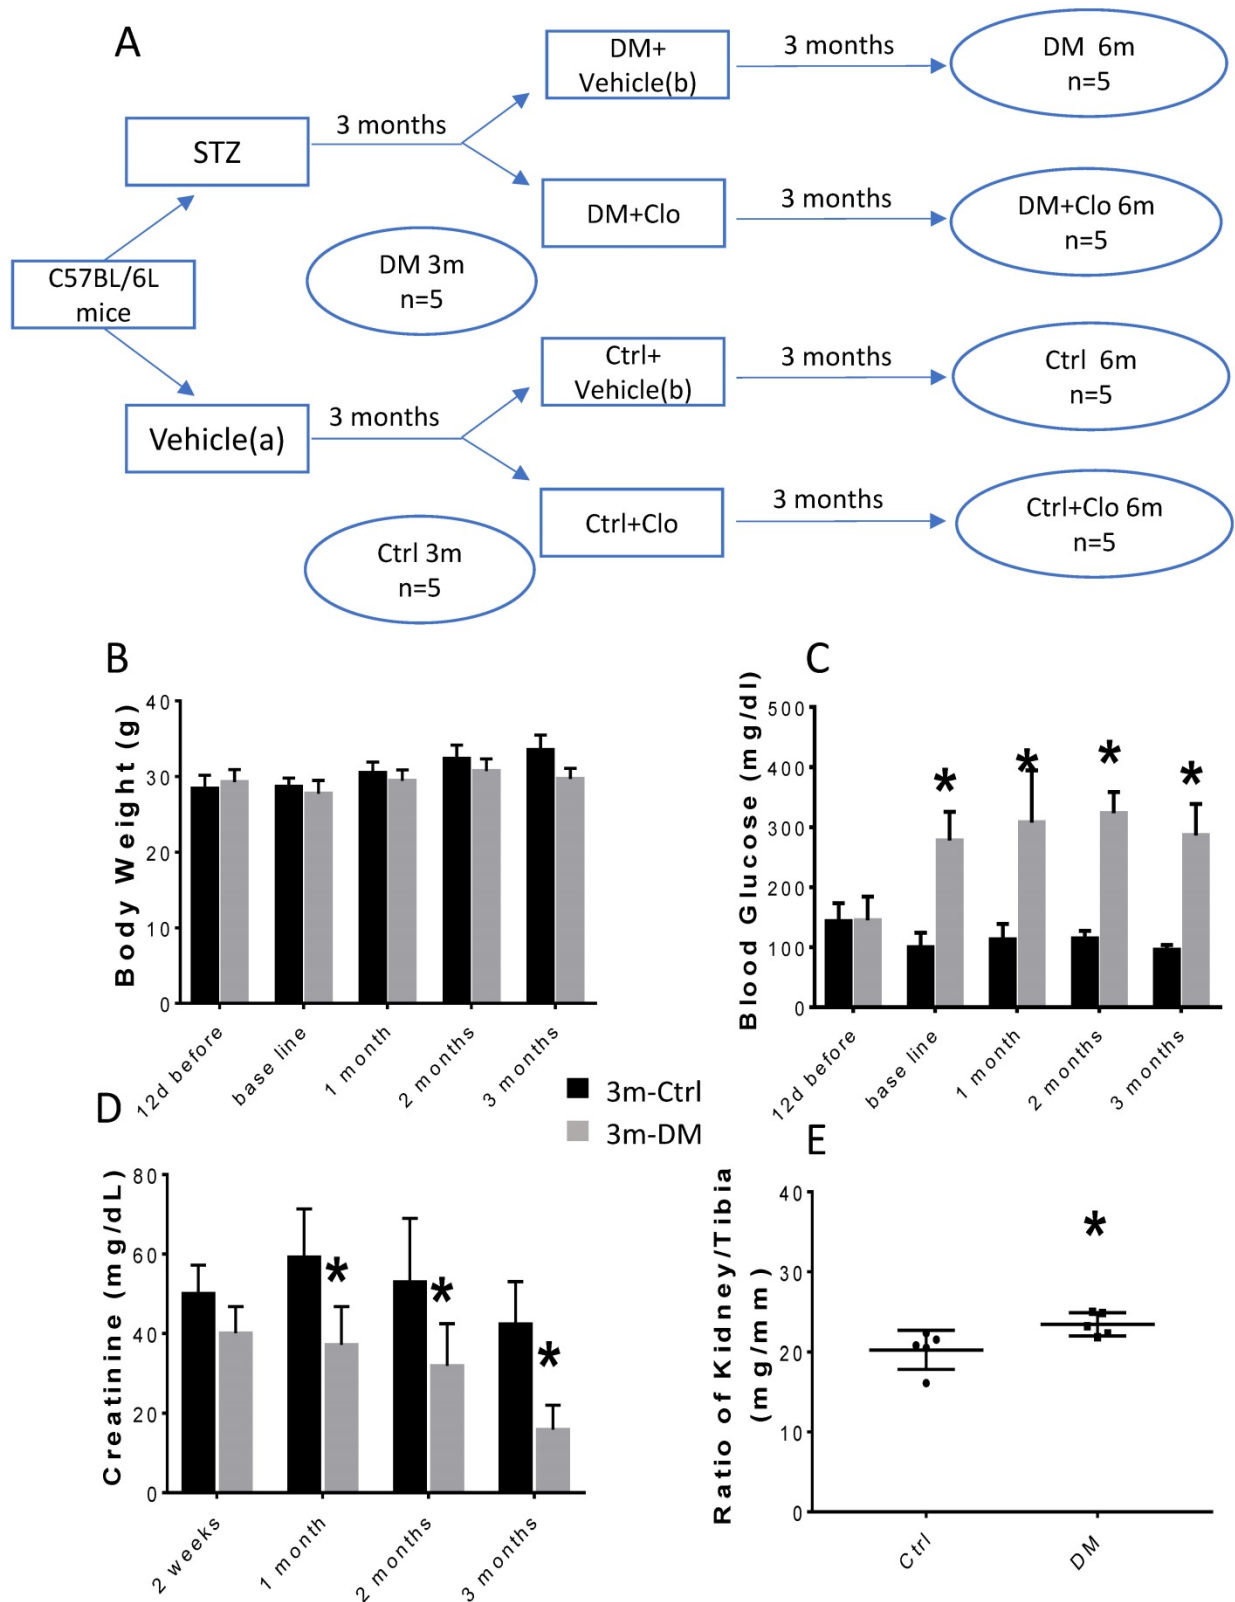 A
STZ
C57BL/6L
mice
Vehicle(a)
3 months
3 months
DM 3m
n=5
Ctrl 3m
n=5
DM+
Vehicle(b)
DM+Clo
Ctrl+
Vehicle(b)
Ctrl+Clo
3 months
3 months
3 months
3 months
DM 6m
n=5
DM+Clo 6m
n=5
Ctrl 6m
n=5
Ctrl+Clo 6m
n=5
B
Body Weight (g)
40
30
20
10
0
12d before
base line
1 month
2 months
3 months
C
Blood Glucose (mg/dl)
500
400
300
200
100
0
*
*
*
*
12d before
base line
1 month
2 months
3 months
3m-Ctrl
3m-DM
D
Creatinine (mg/dL)
80
60
40
20
0
*
*
*
2 weeks
1 month
2 months
3 months
E
Ratio of Kidney/Tibia
(mg/mm)
40
30
20
10
0
*
Ctrl
DM